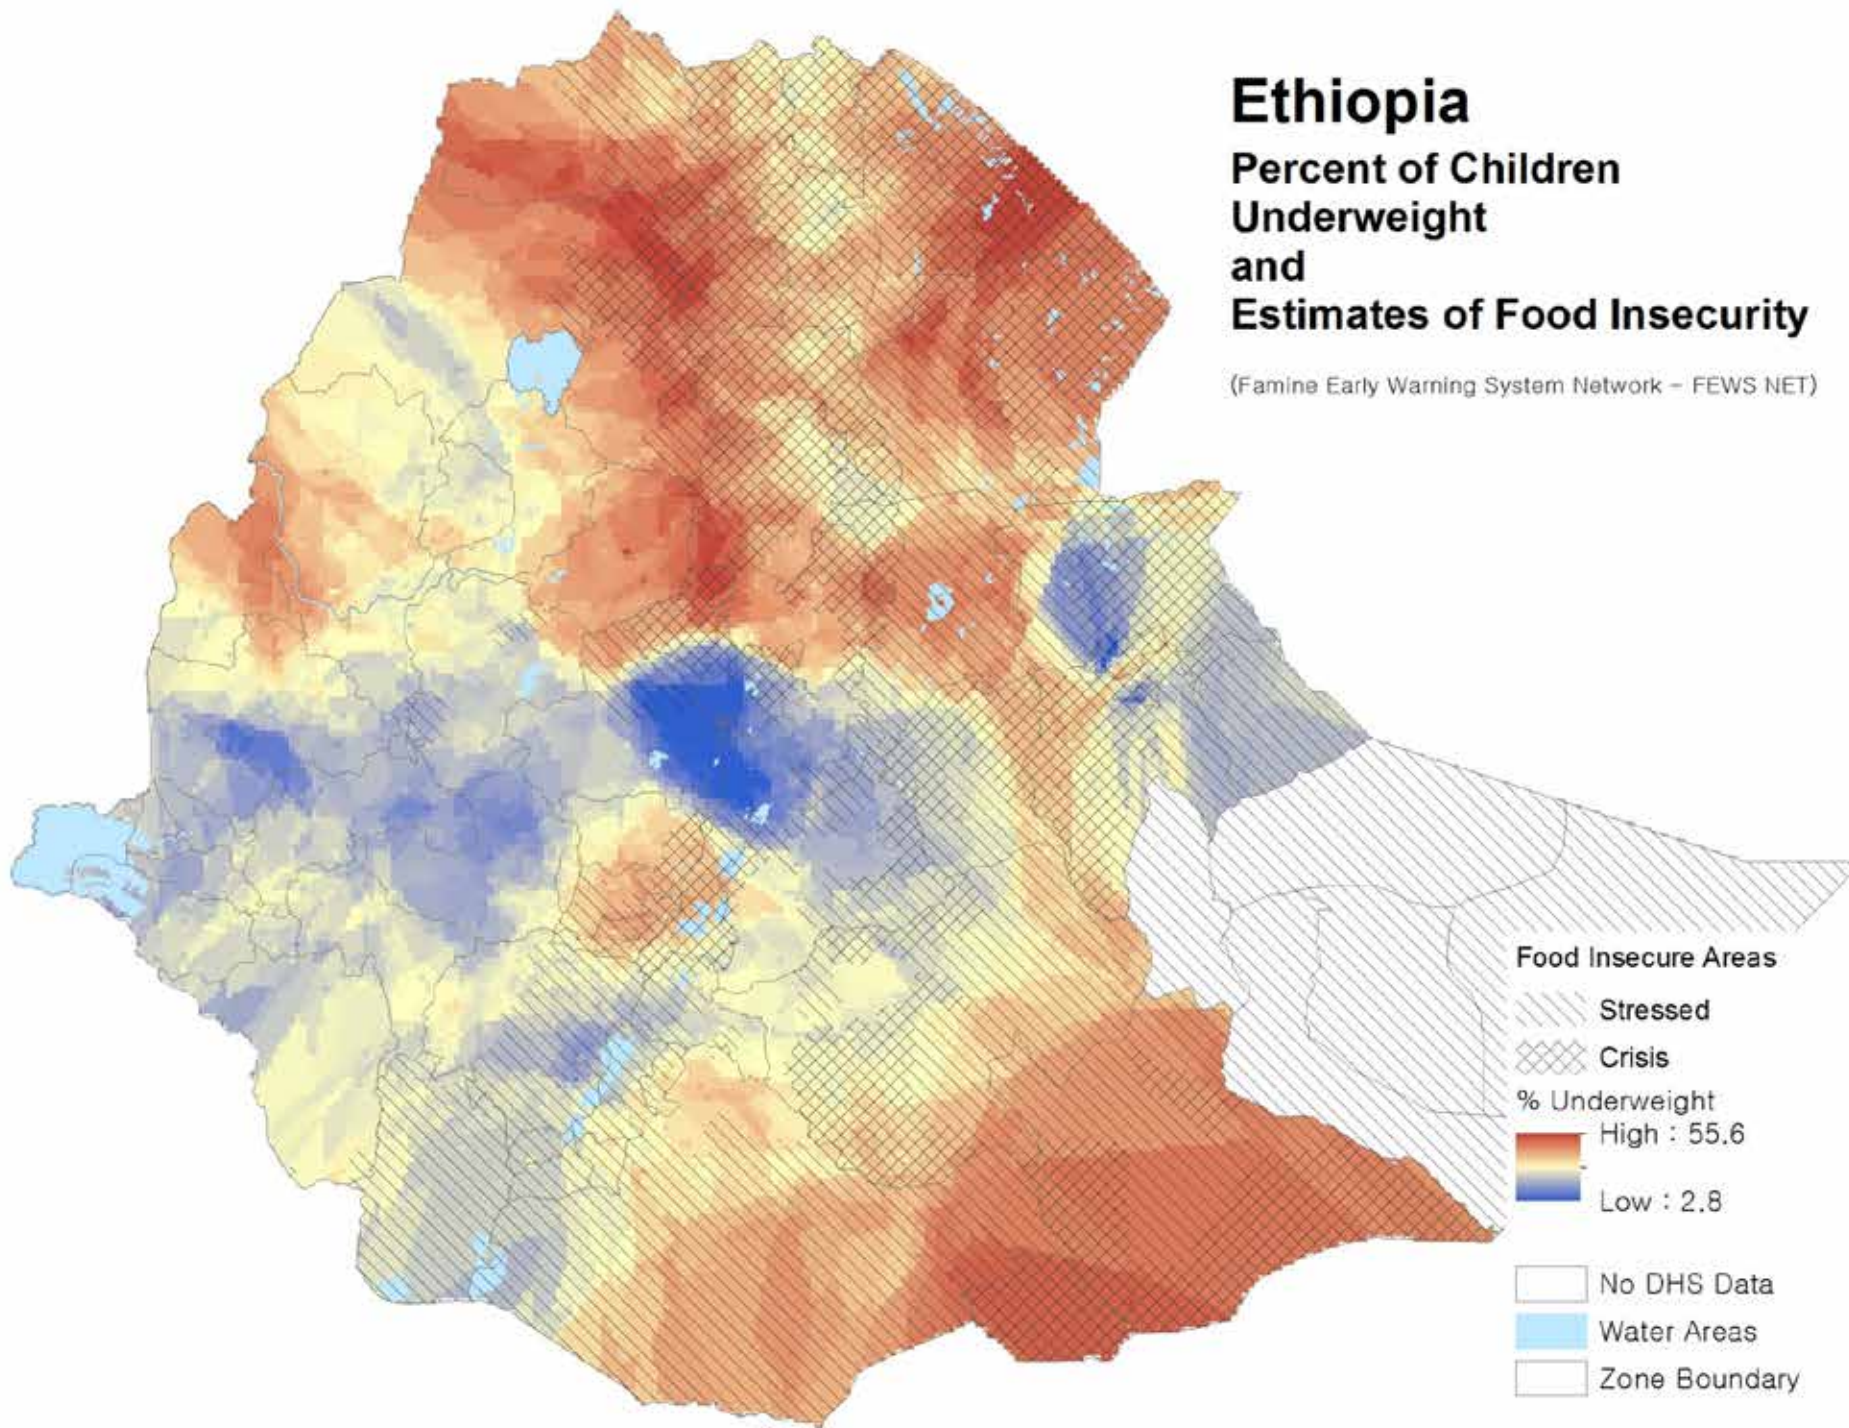 Ethiopia
Percent of Children
Underweight
and
Estimates of Food Insecurity
(Famine Early Warning System Network – FEWS NET)
Food Insecure Areas
Stressed
Crisis
% Underweight
High : 55.6
Low : 2.8
No DHS Data
Water Areas
Zone Boundary